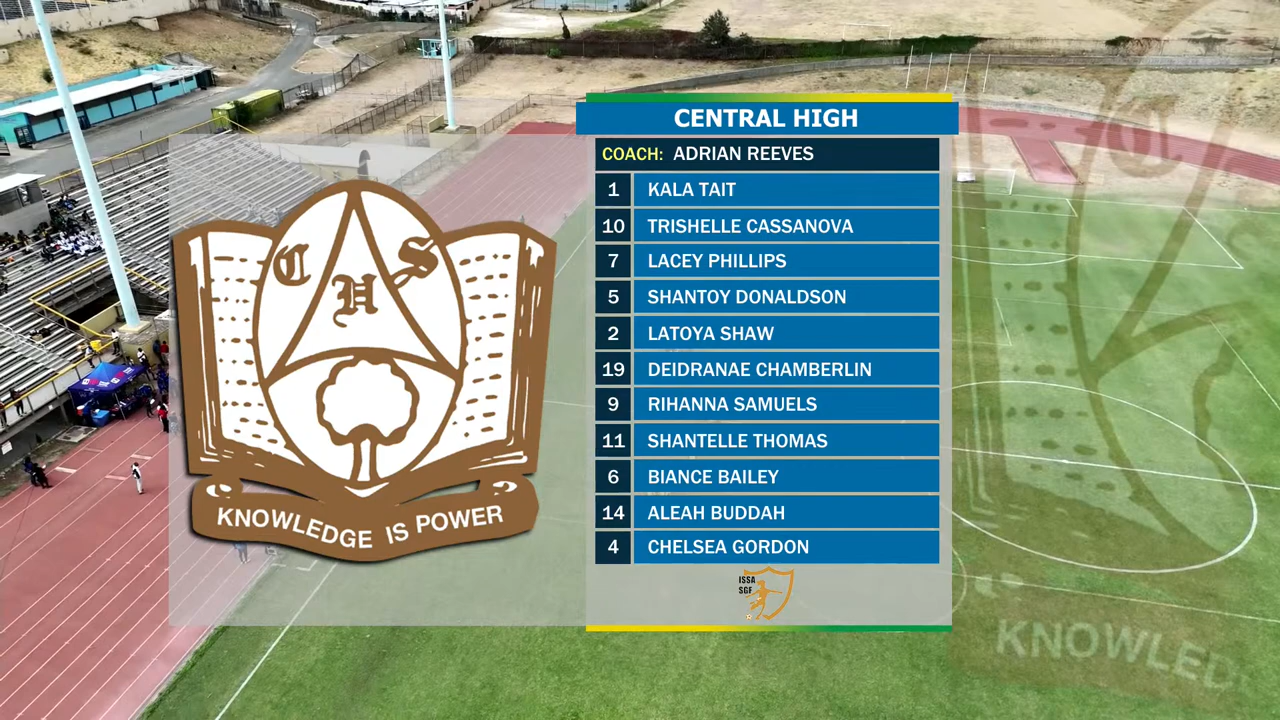 CENTRAL HIGH
COACH: ADRIAN REEVES
1 KALA TAIT
10 TRISHELLE CASSANOVA
7 LACEY PHILLIPS
5 SHANTOY DONALDSON
2 LATOYA SHAW
19 DEIDRANAE CHAMBERLIN
9 RIHANNA SAMUELS
11 SHANTELLE THOMAS
6 BIANCE BAILEY
14 ALEAH BUDDAH
4 CHELSEA GORDON
ISSA
SGF
C H S
KNOWLEDGE IS POWER
KNOWLED